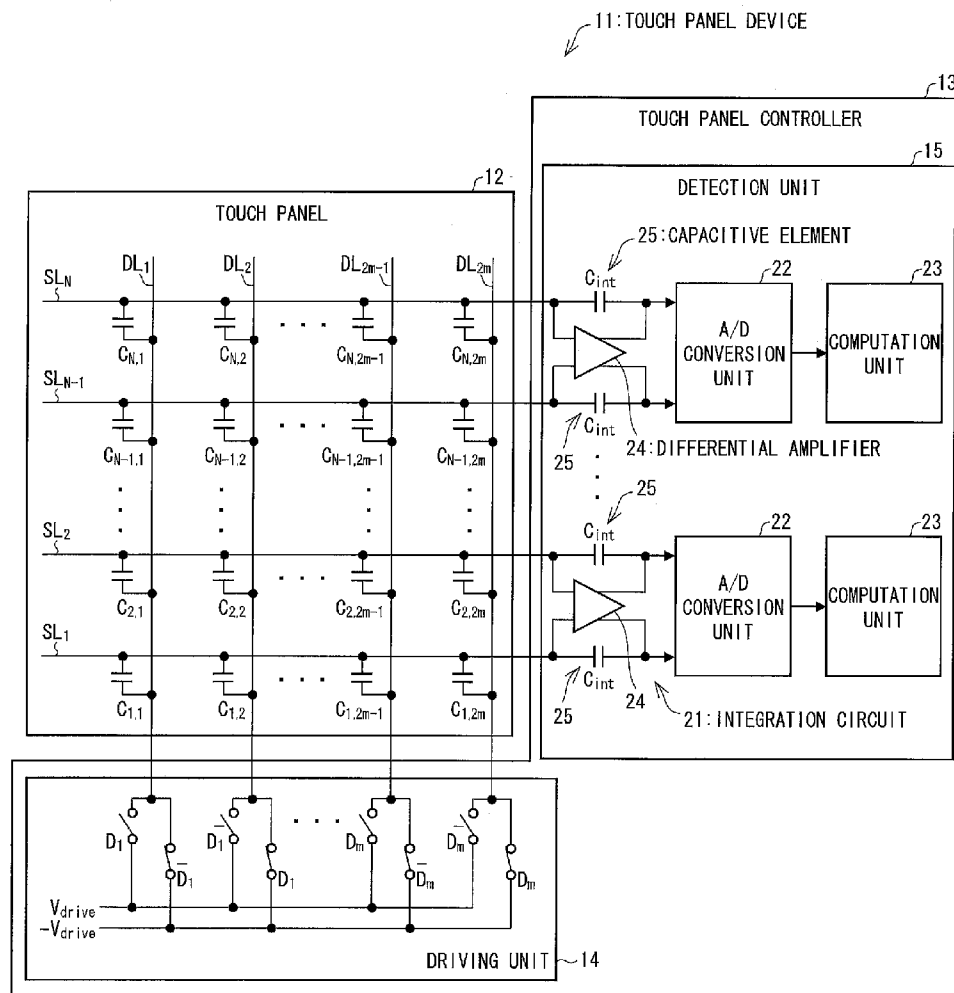 11:TOUCH PANEL DEVICE
13
TOUCH PANEL CONTROLLER
15
DETECTION UNIT
12
TOUCH PANEL
25:CAPACITIVE ELEMENT
DL1 DL2 DL2m-1 DL2m
SLN
Cint
22
23
A/D CONVERSION UNIT
COMPUTATION UNIT
CN,1 CN,2 · · · CN,2m-1 CN,2m
SLN-1
Cint
25
24:DIFFERENTIAL AMPLIFIER
CN-1,1 CN-1,2 · · · CN-1,2m-1 CN-1,2m
25
SL2
Cint
22
23
A/D CONVERSION UNIT
COMPUTATION UNIT
C2,1 C2,2 · · · C2,2m-1 C2,2m
SL1
Cint
25
24
21:INTEGRATION CIRCUIT
C1,1 C1,2 · · · C1,2m-1 C1,2m
D1 D̅1 D̅1 D1 · · · Dm D̅m D̅m Dm
Vdrive
-Vdrive
DRIVING UNIT
14